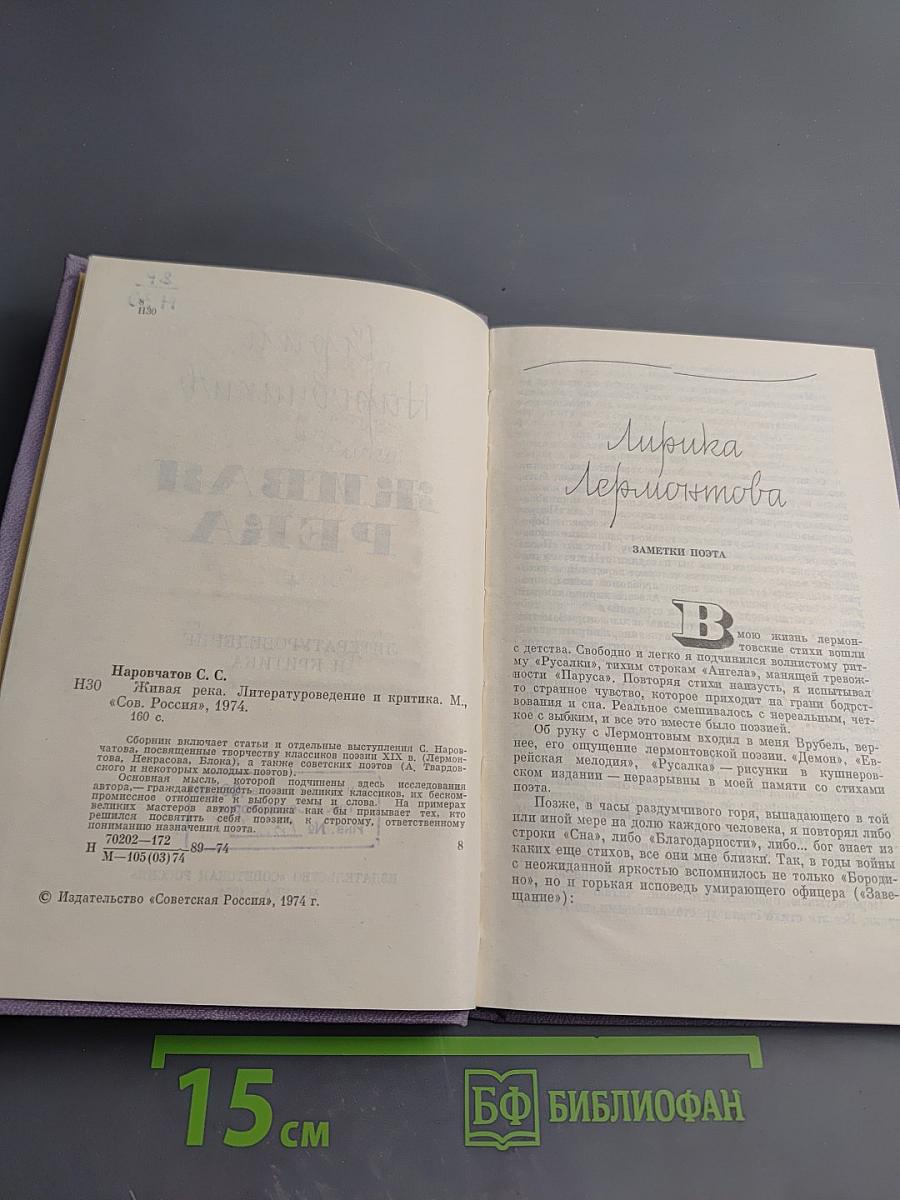 8
Н30
Наровчатов С. С.
Н30
Живая река. Литературоведение и критика. М.,
«Сов. Россия», 1974.
160 с.
Сборник включает статьи и отдельные выступления С. Наров-
чатова, посвященные творчеству классиков поэзии XIX в. (Лермон-
това, Некрасова, Блока), а также советских поэтов (А. Твардов-
ского и некоторых молодых поэтов).
Основная мысль, которой подчинены здесь исследования
автора,— гражданственность поэзии великих классиков, их беском-
промиссное отношение к выбору темы и слова. На примерах
великих мастеров автор сборника как бы призывает тех, кто
решился посвятить себя поэзии, к строгому, ответственному
пониманию назначения поэта.
Н 70202—172
М—105(03)74 89—74 8
© Издательство «Советская Россия», 1974 г.
Лирика
Лермонтова
ЗАМЕТКИ ПОЭТА
В мою жизнь лермон-
товские стихи вошли
с детства. Свободно и легко я подчинился волнистому рит-
му «Русалки», тихим строкам «Ангела», манящей тревож-
ности «Паруса». Повторяя стихи наизусть, я испытывал
то странное чувство, которое приходит на грани бодрст-
вования и сна. Реальное смешивалось с нереальным, чет-
кое с зыбким, и все это вместе было поэзией.
Об руку с Лермонтовым входил в меня Врубель, вер-
нее, его ощущение лермонтовской поэзии. «Демон», «Ев-
рейская мелодия», «Русалка» — рисунки в кушнеров-
ском издании — неразрывны в моей памяти со стихами
поэта.
Позже, в часы раздумчивого горя, выпадающего в той
или иной мере на долю каждого человека, я повторял либо
строки «Сна», либо «Благодарности», либо... бог знает из
каких еще стихов, все они мне близки. Так, в годы войны
с неожиданной яркостью вспомнилось не только «Бороди-
но», но и горькая исповедь умирающего офицера («Заве-
щание»):
15 см
БФ БИБЛИОФАН